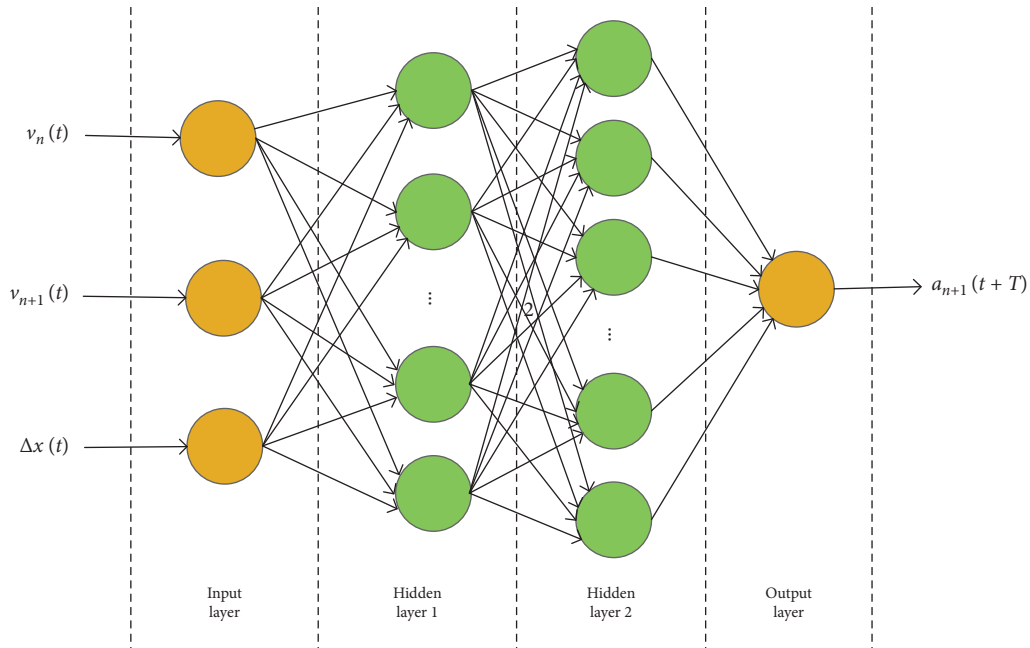 vₙ(t)
vₙ₊₁(t)
Δx(t)
⋮
2
⋮
aₙ₊₁(t + T)
Input
layer
Hidden
layer 1
Hidden
layer 2
Output
layer